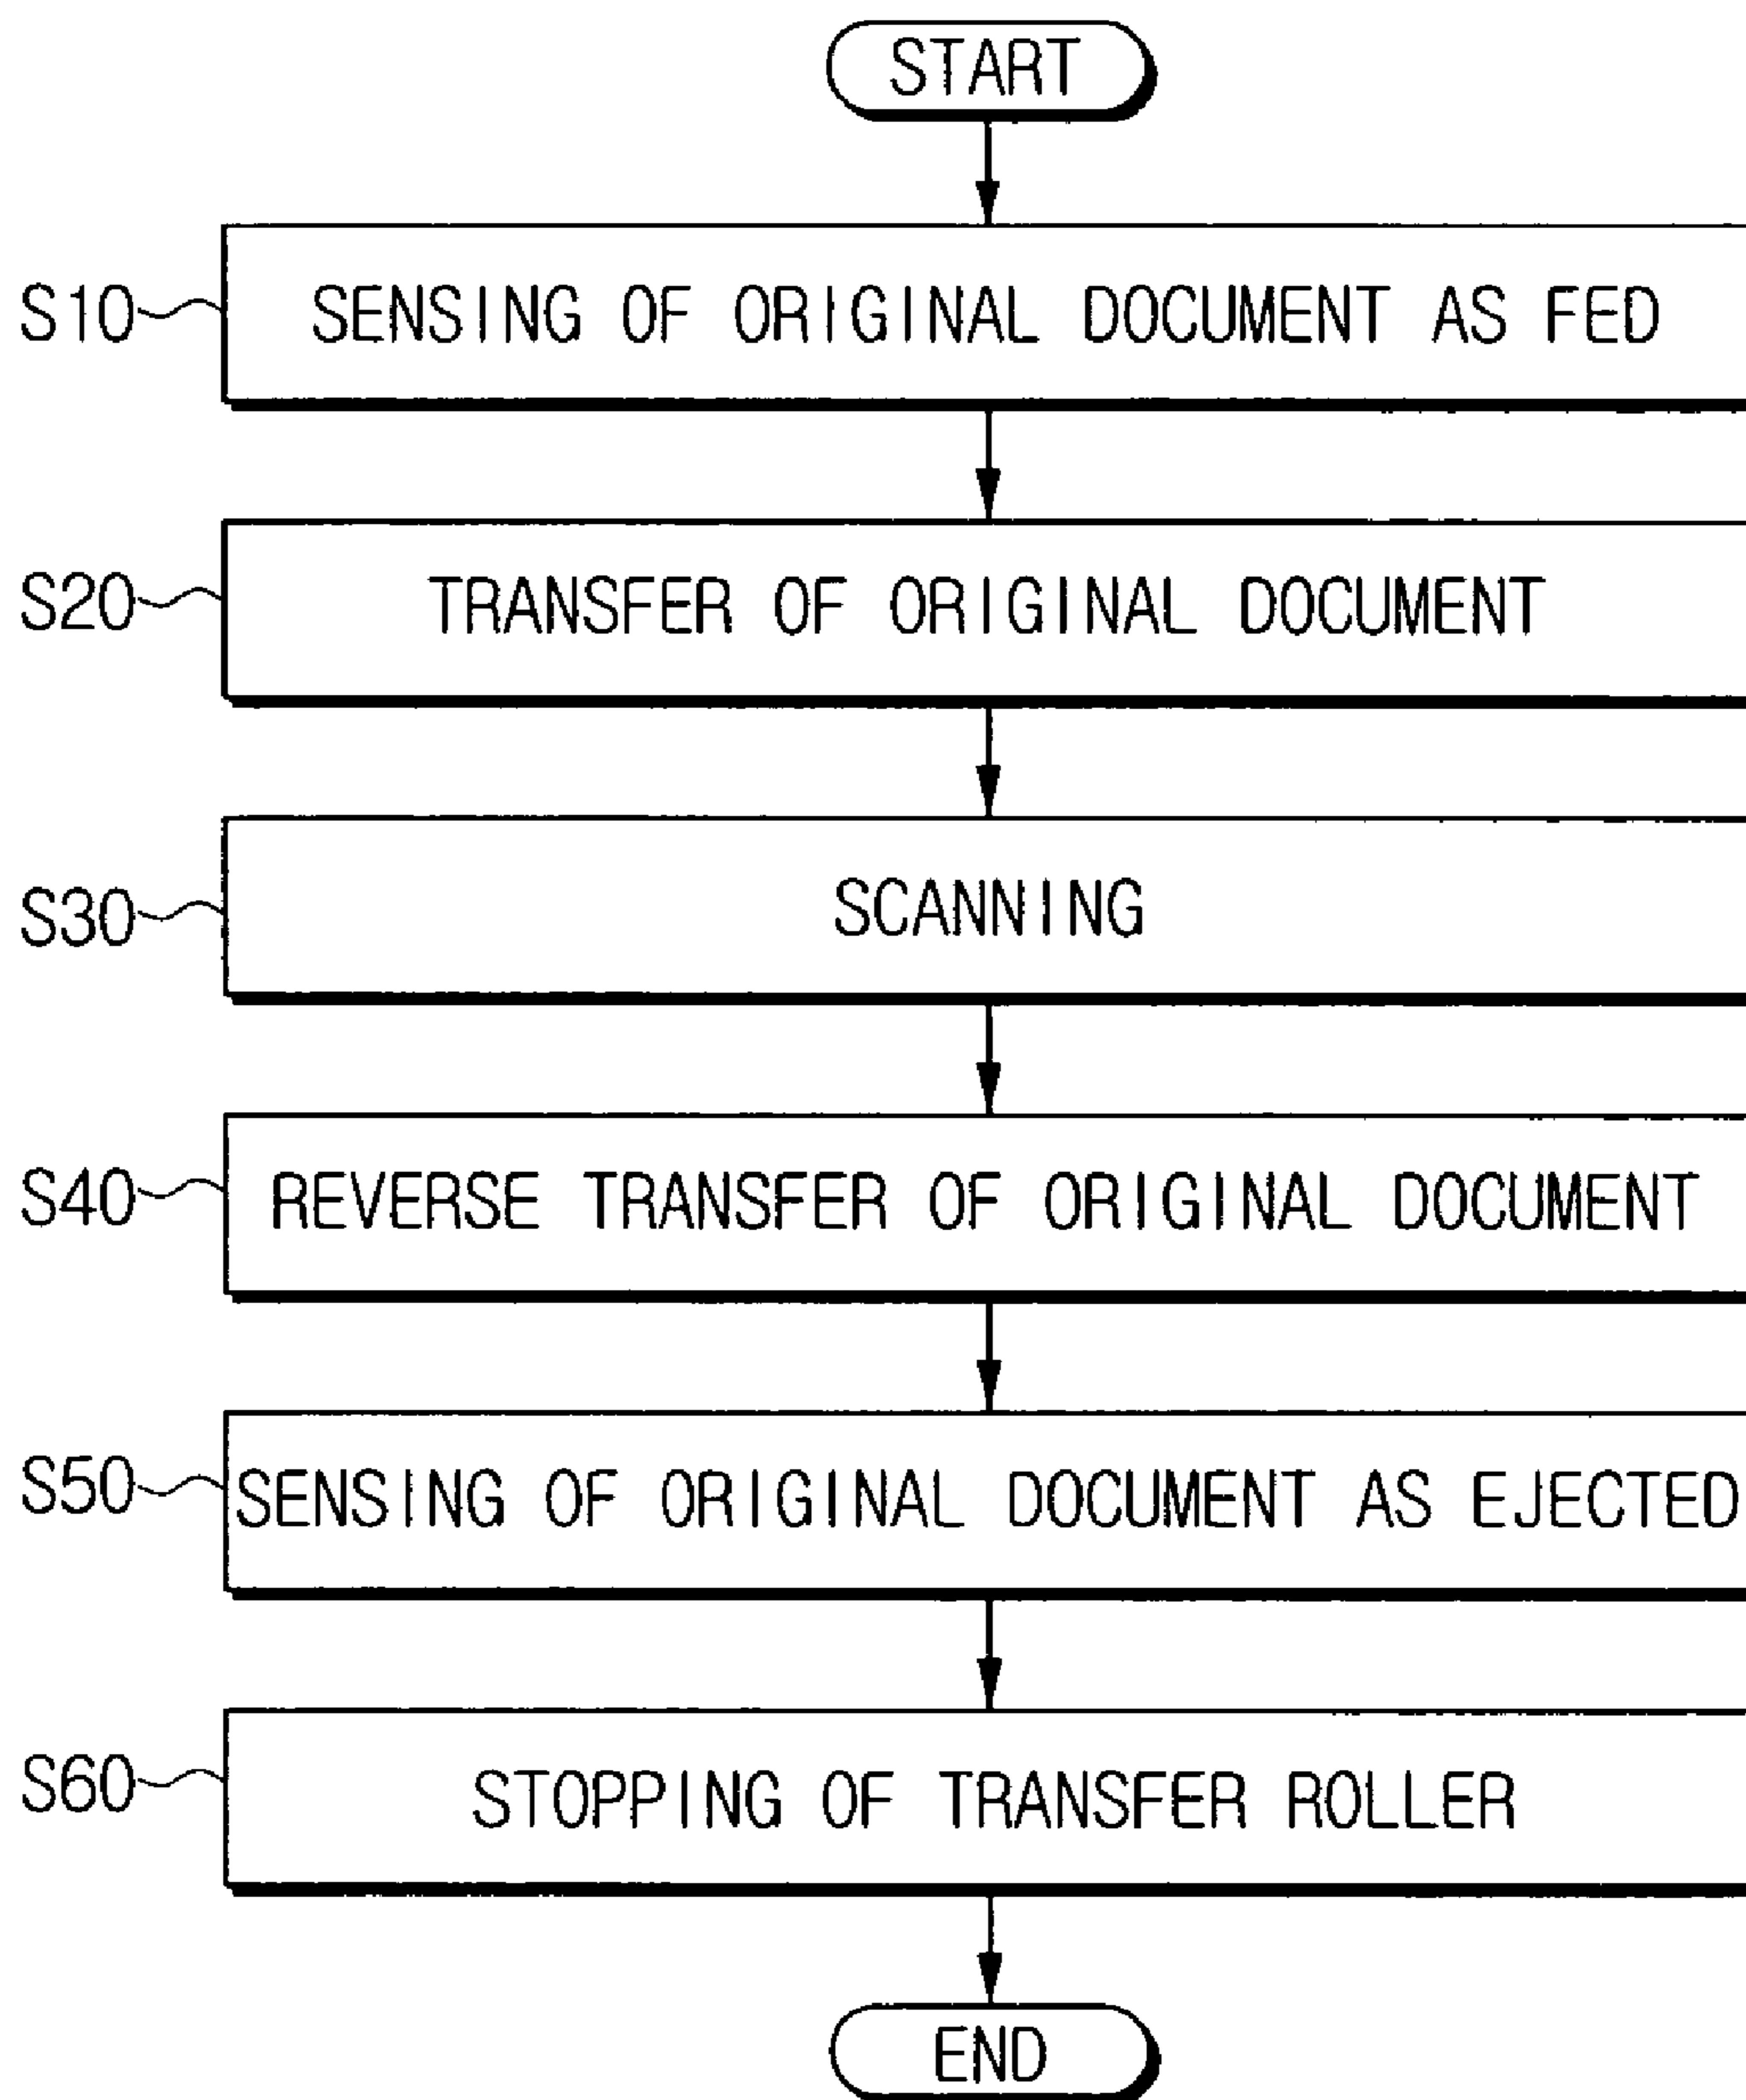 START
S10 SENSING OF ORIGINAL DOCUMENT AS FED
S20 TRANSFER OF ORIGINAL DOCUMENT
S30 SCANNING
S40 REVERSE TRANSFER OF ORIGINAL DOCUMENT
S50 SENSING OF ORIGINAL DOCUMENT AS EJECTED
S60 STOPPING OF TRANSFER ROLLER
END